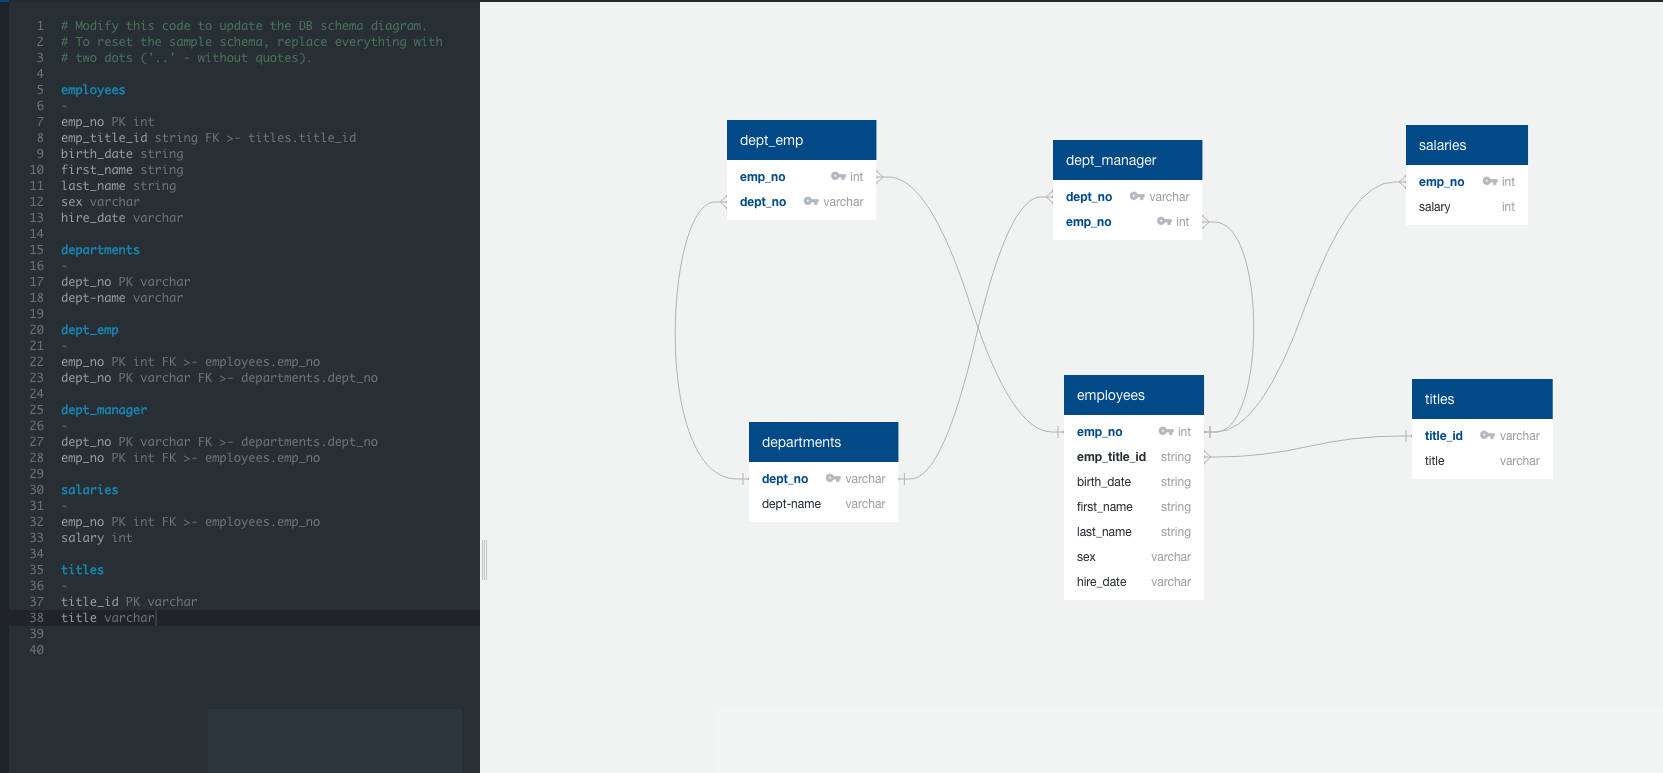 1 # Modify this code to update the DB schema diagram.
2 # To reset the sample schema, replace everything with
3 # two dots ('..' - without quotes).
4
5 employees
6 -
7 emp_no PK int
8 emp_title_id string FK >- titles.title_id
9 birth_date string
10 first_name string
11 last_name string
12 sex varchar
13 hire_date varchar
14
15 departments
16 -
17 dept_no PK varchar
18 dept-name varchar
19
20 dept_emp
21 -
22 emp_no PK int FK >- employees.emp_no
23 dept_no PK varchar FK >- departments.dept_no
24
25 dept_manager
26 -
27 dept_no PK varchar FK >- departments.dept_no
28 emp_no PK int FK >- employees.emp_no
29
30 salaries
31 -
32 emp_no PK int FK >- employees.emp_no
33 salary int
34
35 titles
36 -
37 title_id PK varchar
38 title varchar
39
40
dept_emp
emp_no int
dept_no varchar
dept_manager
dept_no varchar
emp_no int
salaries
emp_no int
salary int
departments
dept_no varchar
dept-name varchar
employees
emp_no int
emp_title_id string
birth_date string
first_name string
last_name string
sex varchar
hire_date varchar
titles
title_id varchar
title varchar